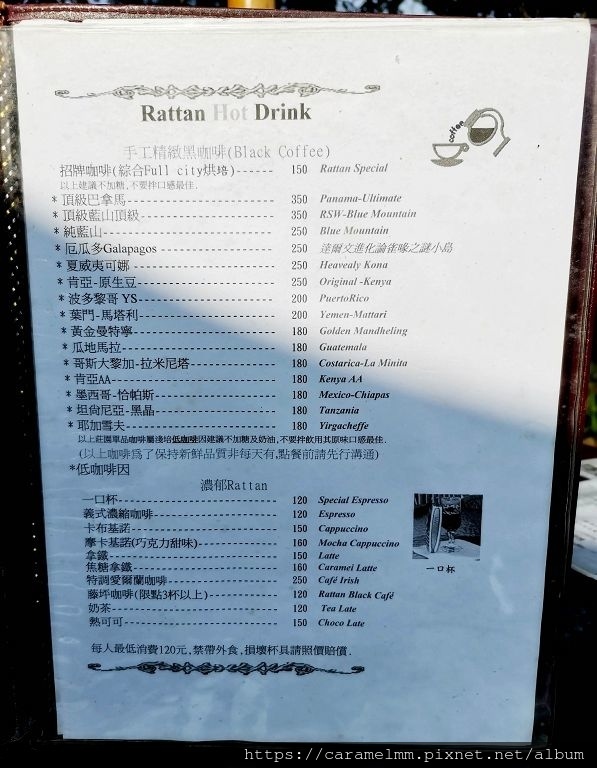 Rattan Hot Drink
coffee
手工精緻黑咖啡(Black Coffee)
招牌咖啡(綜合Full city烘培)------ 150 Rattan Special
以上建議不加糖,不要拌口感最佳.
* 頂級巴拿馬-------------------- 350 Panama-Ultimate
* 頂級藍山頂級------------------ 350 RSW-Blue Mountain
* 純藍山------------------------ 250 Blue Mountain
* 厄瓜多Galapagos --------------- 250 達爾文進化論雀喙之謎小島
* 夏威夷可娜-------------------- 250 Heavealy Kona
* 肯亞-原生豆------------------- 250 Original -Kenya
* 波多黎哥 YS------------------- 200 PuertoRico
* 葉門-馬塔利------------------- 200 Yemen-Mattari
* 黃金曼特寧-------------------- 180 Golden Mandheling
* 瓜地馬拉---------------------- 180 Guatemala
* 哥斯大黎加-拉米尼塔------------ 180 Costarica-La Minita
* 肯亞AA------------------------ 180 Kenya AA
* 墨西哥-恰帕斯----------------- 180 Mexico-Chiapas
* 坦尚尼亞-黑晶----------------- 180 Tanzania
* 耶加雪夫---------------------- 180 Yirgacheffe
以上莊園單品咖啡屬淺培低咖啡因建議不加糖及奶油,不要拌飲用其原味口感最佳.
(以上咖啡爲了保持新鮮品質非每天有,點餐前請先行溝通)
*低咖啡因
濃郁Rattan
一口杯------------------------ 120 Special Espresso
義式濃縮咖啡------------------ 120 Espresso
卡布基諾---------------------- 150 Cappuccino
摩卡基諾(巧克力甜味)----------- 160 Mocha Cappuccino
拿鐵-------------------------- 150 Latte
焦糖拿鐵---------------------- 160 Caramei Latte
特調愛爾蘭咖啡---------------- 250 Café Irish
藤坪咖啡(限點3杯以上)---------- 120 Rattan Black Café
奶茶-------------------------- 120 Tea Late
熱可可------------------------ 150 Choco Late
一口杯
每人最低消費120元,禁帶外食,損壞杯具請照價賠償.
https://caramelmm.pixnet.net/album